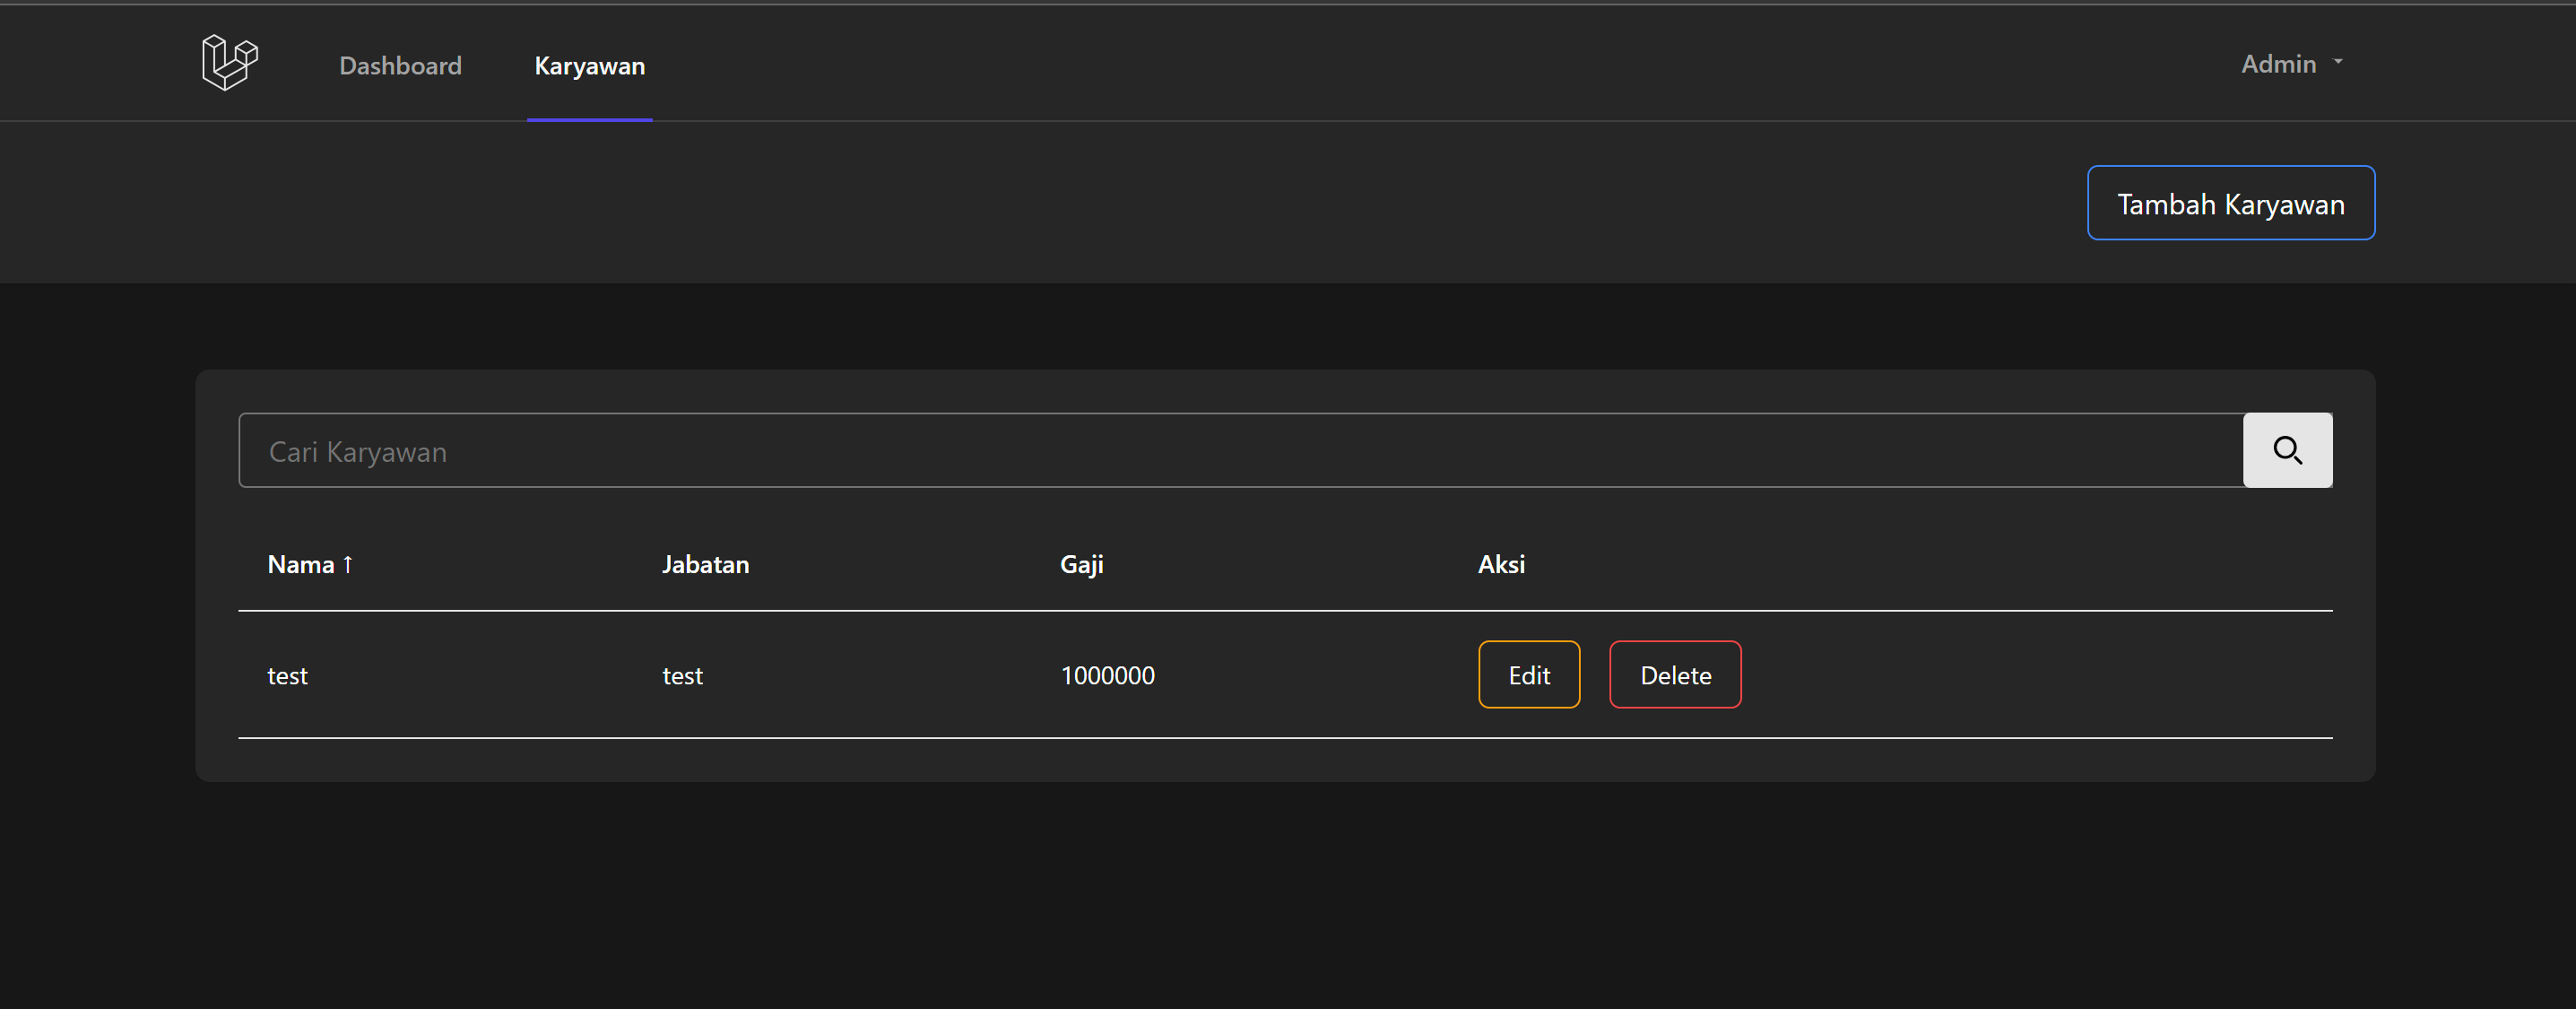 Dashboard Karyawan Admin
Tambah Karyawan
Cari Karyawan
Nama ↑ Jabatan Gaji Aksi
test test 1000000 Edit Delete